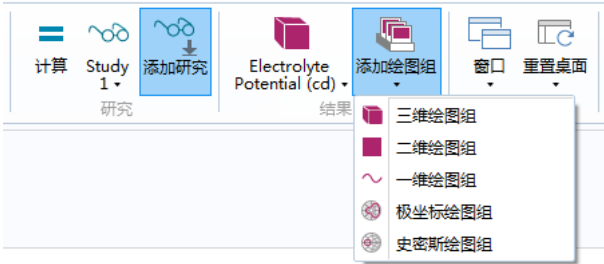 计算
Study
1
添加研究
研究
Electrolyte
Potential (cd)
添加绘图组
结果
窗口
重置桌面
三维绘图组
二维绘图组
一维绘图组
极坐标绘图组
史密斯绘图组